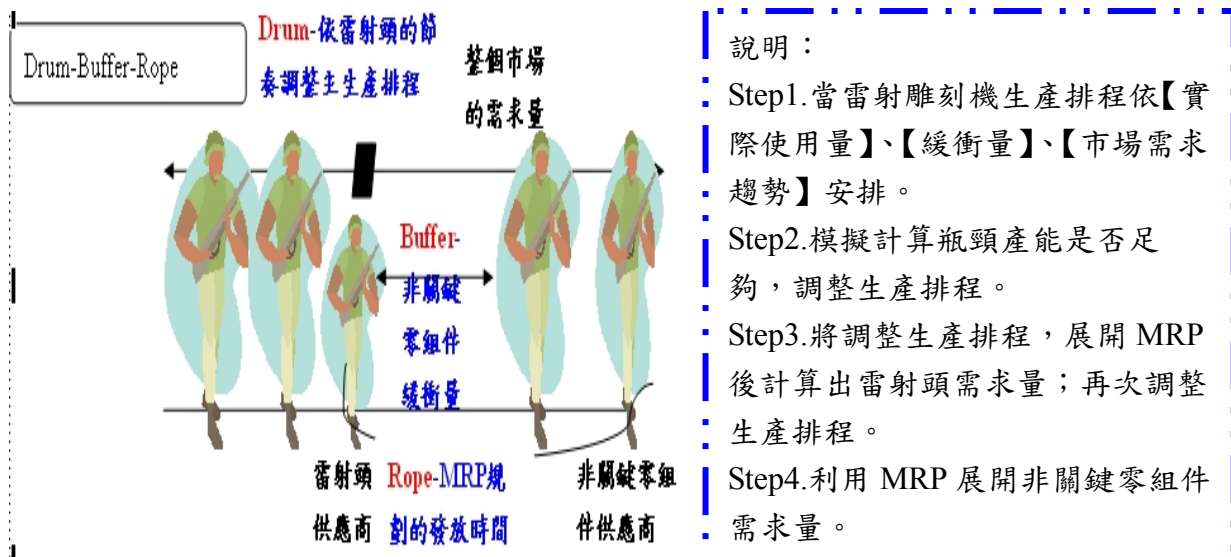 Drum-Buffer-Rope
Drum-依雷射頭的節
奏調整主生產排程
整個市場
的需求量
Buffer-
非關鍵
零組件
緩衝量
雷射頭
供應商
Rope-MRP規
劃的發放時間
非關鍵零組
件供應商
說明：
Step1.當雷射雕刻機生產排程依【實
際使用量】、【緩衝量】、【市場需求
趨勢】安排。
Step2.模擬計算瓶頸產能是否足
夠，調整生產排程。
Step3.將調整生產排程，展開 MRP
後計算出雷射頭需求量；再次調整
生產排程。
Step4.利用 MRP 展開非關鍵零組件
需求量。